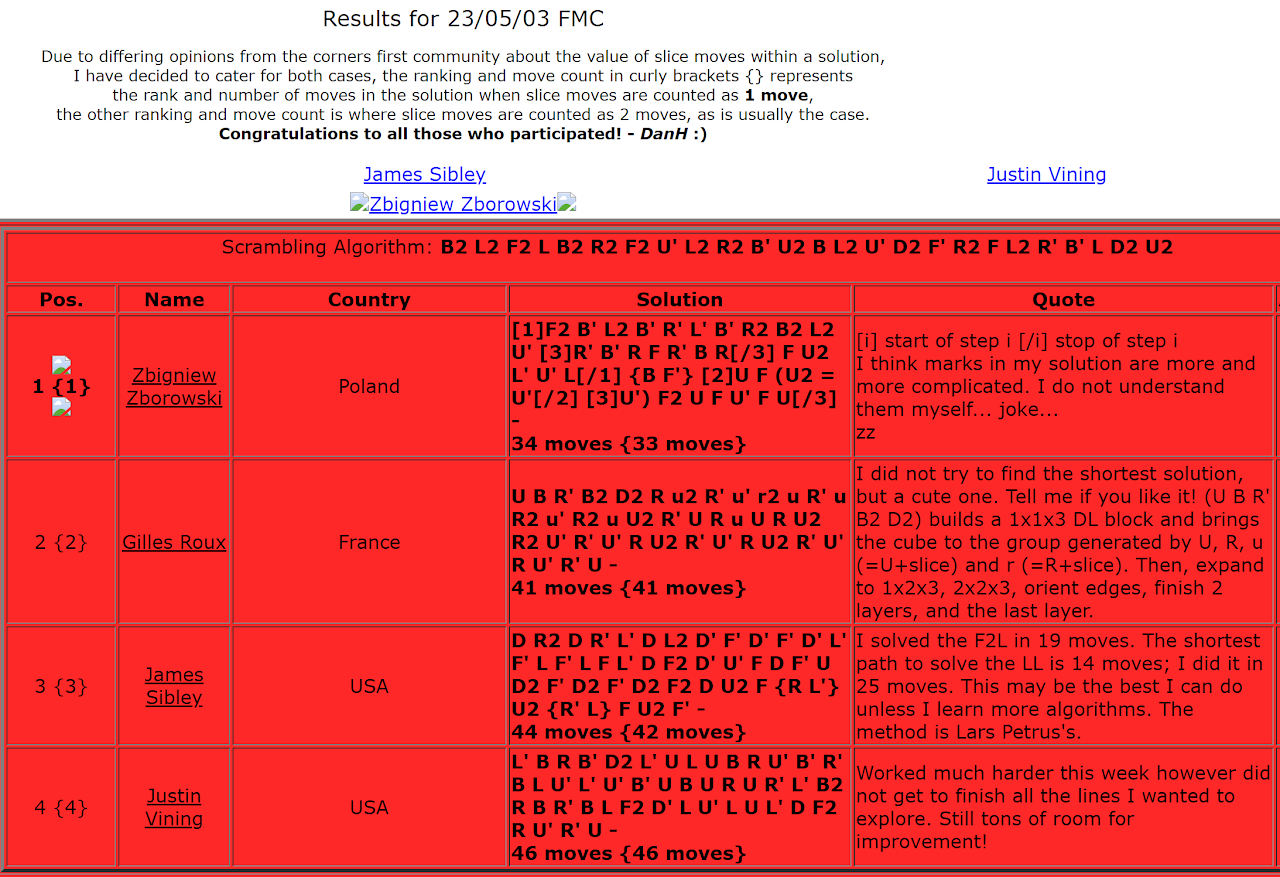 Results for 23/05/03 FMC
Due to differing opinions from the corners first community about the value of slice moves within a solution,
I have decided to cater for both cases, the ranking and move count in curly brackets {} represents
the rank and number of moves in the solution when slice moves are counted as 1 move,
the other ranking and move count is where slice moves are counted as 2 moves, as is usually the case.
Congratulations to all those who participated! - DanH :)
James Sibley
Justin Vining
Zbigniew Zborowski
Scrambling Algorithm: B2 L2 F2 L B2 R2 F2 U' L2 R2 B' U2 B L2 U' D2 F' R2 F L2 R' B' L D2 U2
Pos.
Name
Country
Solution
Quote
1 {1}
Zbigniew
Zborowski
Poland
[1]F2 B' L2 B' R' L' B' R2 B2 L2
U' [3]R' B' R F R' B R[/3] F U2
L' U' L[/1] {B F'} [2]U F (U2 =
U'[/2] [3]U') F2 U F U' F U[/3]
-
34 moves {33 moves}
[i] start of step i [/i] stop of step i
I think marks in my solution are more and
more complicated. I do not understand
them myself... joke...
zz
2 {2}
Gilles Roux
France
U B R' B2 D2 R u2 R' u' r2 u R' u
R2 u' R2 u U2 R' U R u U R U2
R2 U' R' U' R U2 R' U' R U2 R' U'
R U' R' U -
41 moves {41 moves}
I did not try to find the shortest solution,
but a cute one. Tell me if you like it! (U B R'
B2 D2) builds a 1x1x3 DL block and brings
the cube to the group generated by U, R, u
(=U+slice) and r (=R+slice). Then, expand
to 1x2x3, 2x2x3, orient edges, finish 2
layers, and the last layer.
3 {3}
James
Sibley
USA
D R2 D R' L' D L2 D' F' D' F' D' L'
F' L F' L F L' D F2 D' U' F D F' U
D2 F' D2 F' D2 F2 D U2 F {R L'}
U2 {R' L} F U2 F' -
44 moves {42 moves}
I solved the F2L in 19 moves. The shortest
path to solve the LL is 14 moves; I did it in
25 moves. This may be the best I can do
unless I learn more algorithms. The
method is Lars Petrus's.
4 {4}
Justin
Vining
USA
L' B R B' D2 L' U L U B R U' B' R'
B L U' L' U' B' U B U R U R' L' B2
R B R' B L F2 D' L U' L U L' D F2
R U' R' U -
46 moves {46 moves}
Worked much harder this week however did
not get to finish all the lines I wanted to
explore. Still tons of room for
improvement!